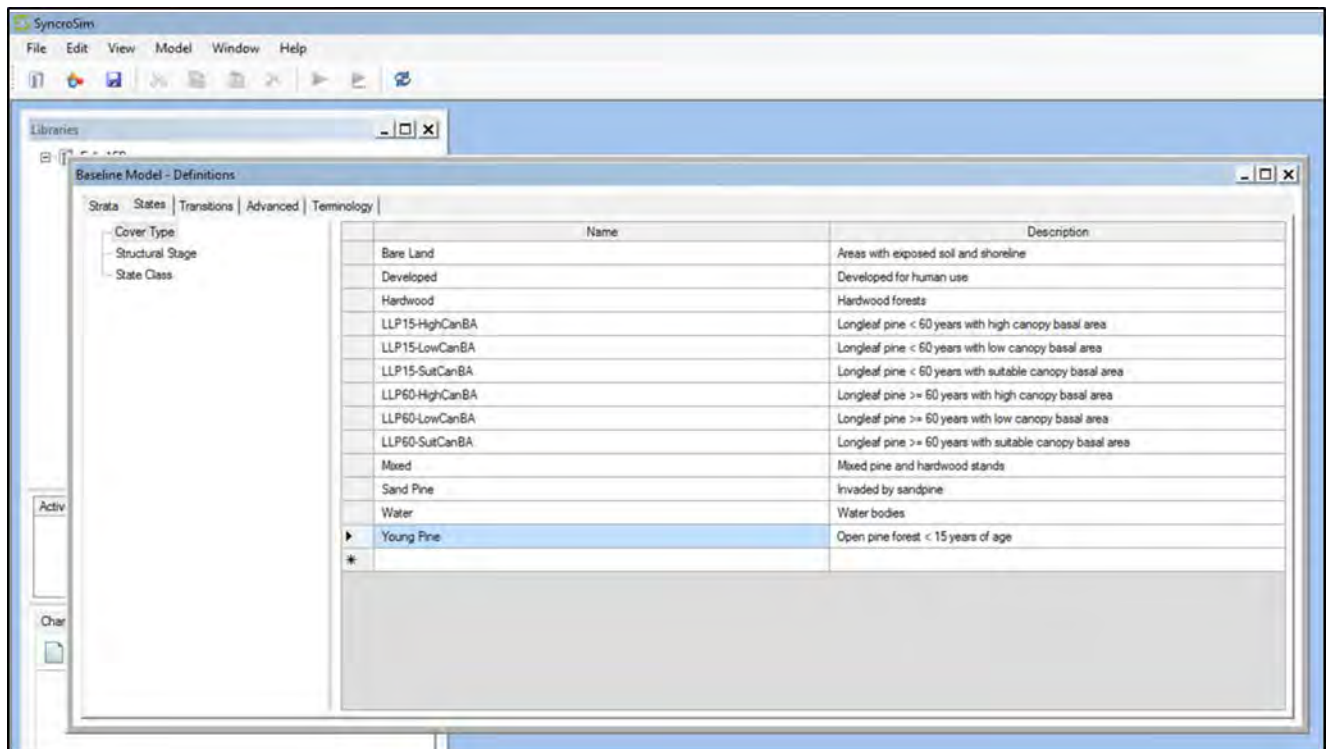 SyncroSim
File Edit View Model Window Help
Libraries
Baseline Model - Definitions
Strata States Transitions Advanced Terminology
Cover Type
Structural Stage
State Class
Name Description
Bare Land Areas with exposed soil and shoreline
Developed Developed for human use
Hardwood Hardwood forests
LLP15-HighCanBA Longleaf pine < 60 years with high canopy basal area
LLP15-LowCanBA Longleaf pine < 60 years with low canopy basal area
LLP15-SuitCanBA Longleaf pine < 60 years with suitable canopy basal area
LLP60-HighCanBA Longleaf pine >= 60 years with high canopy basal area
LLP60-LowCanBA Longleaf pine >= 60 years with low canopy basal area
LLP60-SuitCanBA Longleaf pine >= 60 years with suitable canopy basal area
Mixed Mixed pine and hardwood stands
Sand Pine Invaded by sandpine
Water Water bodies
Young Pine Open pine forest < 15 years of age
Activ
Char